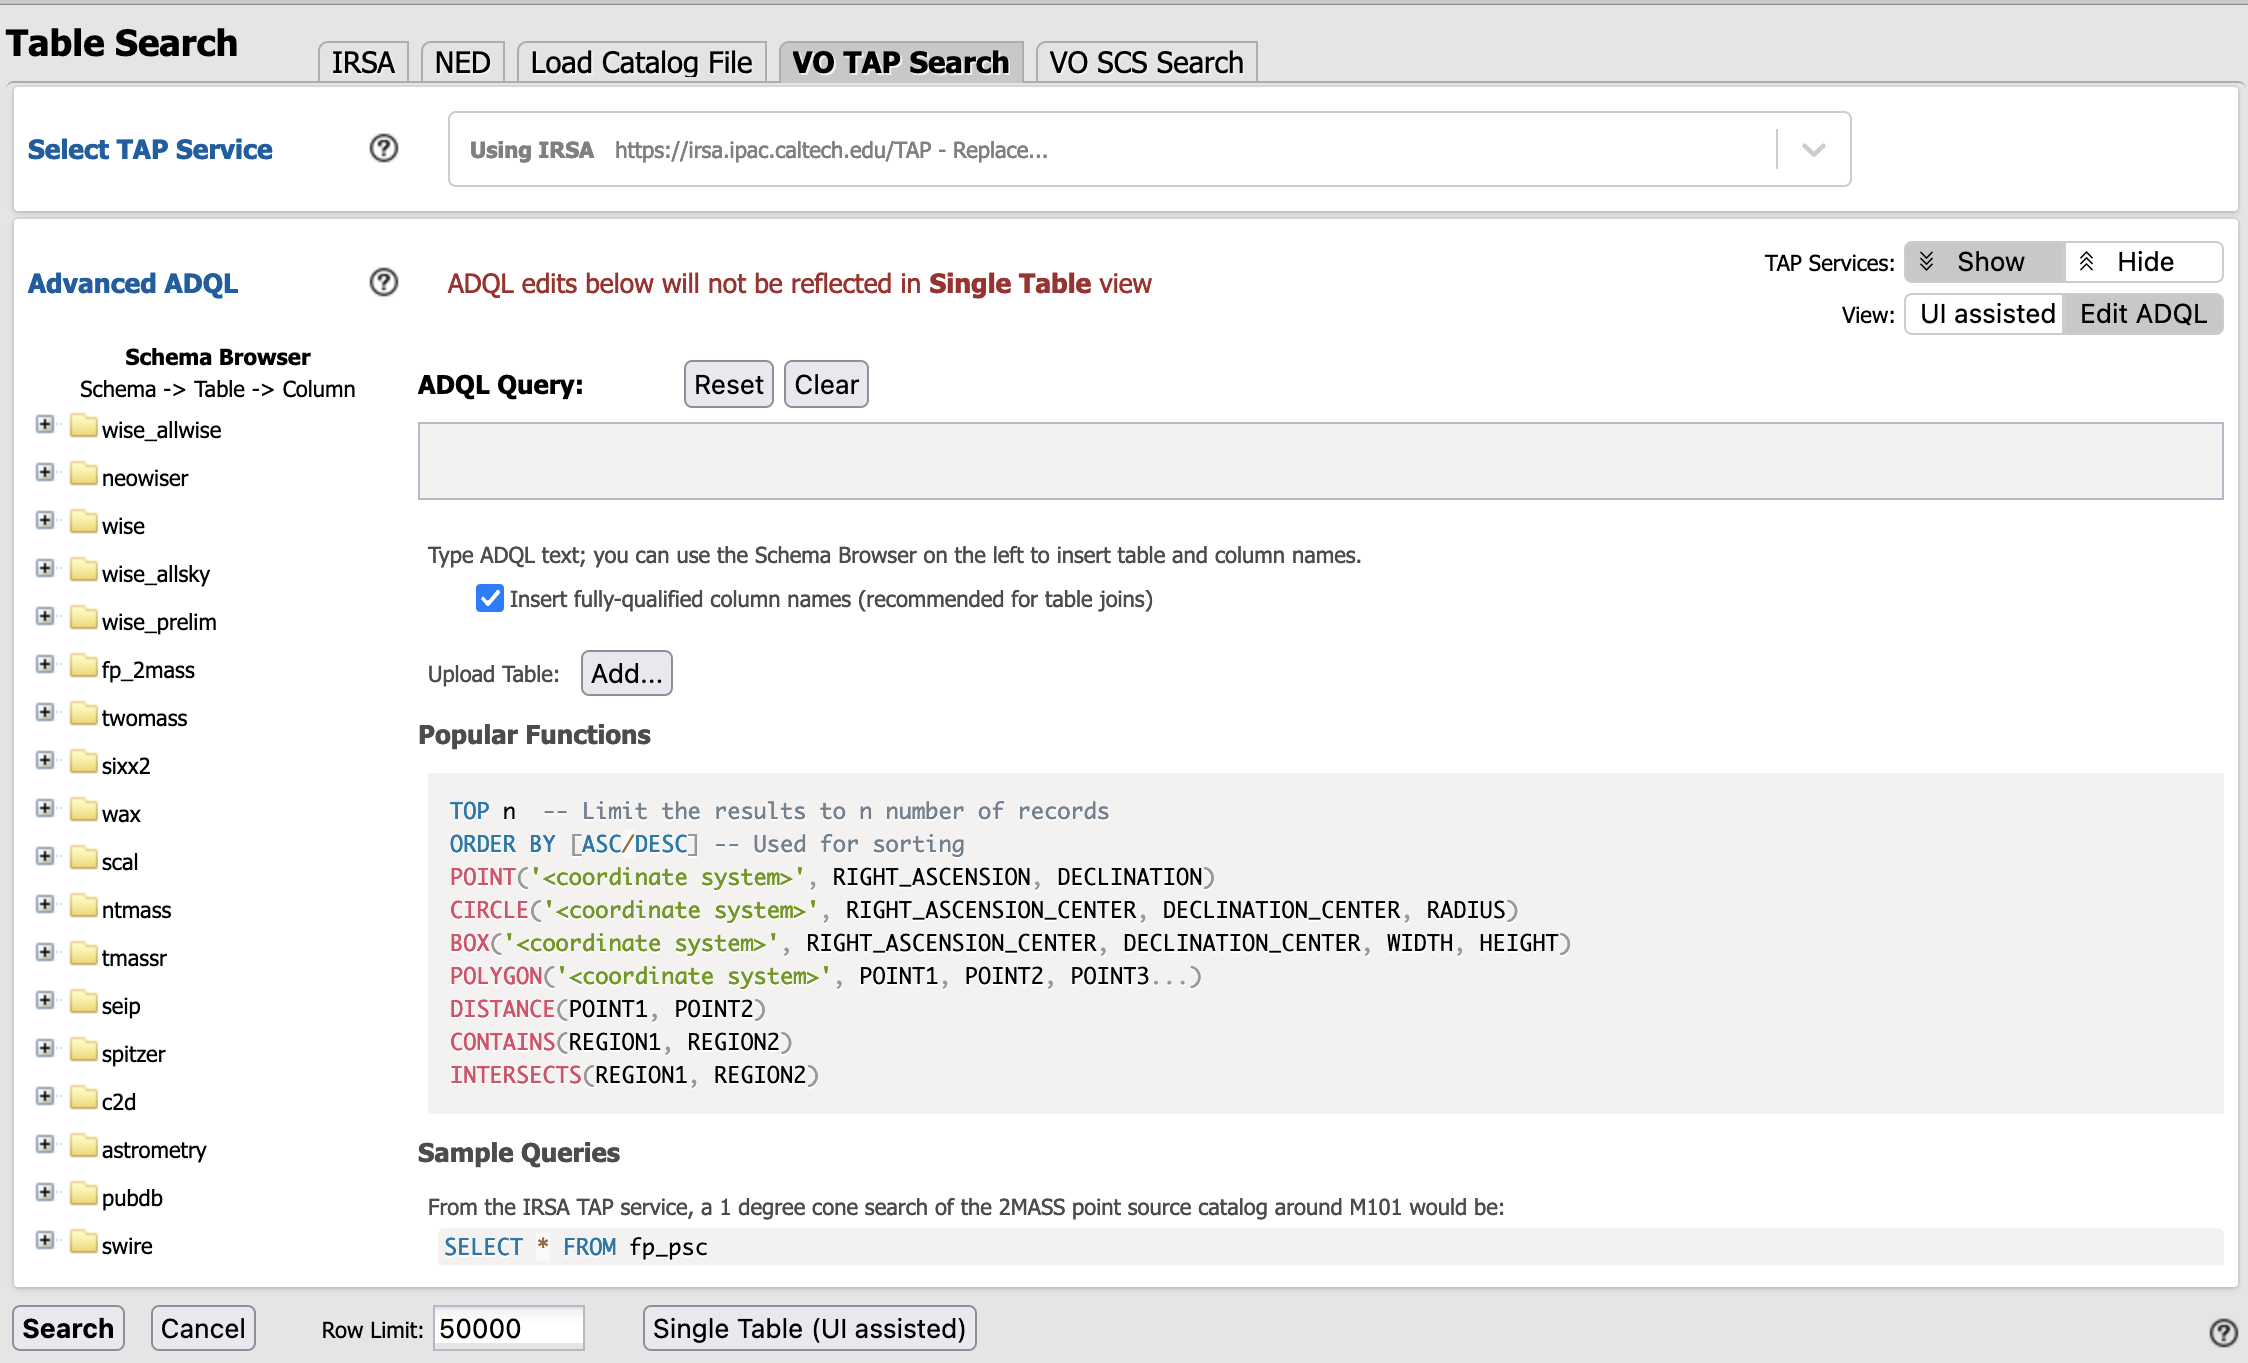 Table Search
IRSA
NED
Load Catalog File
VO TAP Search
VO SCS Search
Select TAP Service
Using IRSA https://irsa.ipac.caltech.edu/TAP - Replace...
Advanced ADQL
ADQL edits below will not be reflected in Single Table view
TAP Services: Show Hide
View: UI assisted Edit ADQL
Schema Browser
Schema -> Table -> Column
wise_allwise
neowiser
wise
wise_allsky
wise_prelim
fp_2mass
twomass
sixx2
wax
scal
ntmass
tmassr
seip
spitzer
c2d
astrometry
pubdb
swire
ADQL Query: Reset Clear
Type ADQL text; you can use the Schema Browser on the left to insert table and column names.
Insert fully-qualified column names (recommended for table joins)
Upload Table: Add...
Popular Functions
TOP n  -- Limit the results to n number of records
ORDER BY [ASC/DESC] -- Used for sorting
POINT('<coordinate system>', RIGHT_ASCENSION, DECLINATION)
CIRCLE('<coordinate system>', RIGHT_ASCENSION_CENTER, DECLINATION_CENTER, RADIUS)
BOX('<coordinate system>', RIGHT_ASCENSION_CENTER, DECLINATION_CENTER, WIDTH, HEIGHT)
POLYGON('<coordinate system>', POINT1, POINT2, POINT3...)
DISTANCE(POINT1, POINT2)
CONTAINS(REGION1, REGION2)
INTERSECTS(REGION1, REGION2)
Sample Queries
From the IRSA TAP service, a 1 degree cone search of the 2MASS point source catalog around M101 would be:
SELECT * FROM fp_psc
Search
Cancel
Row Limit: 50000
Single Table (UI assisted)